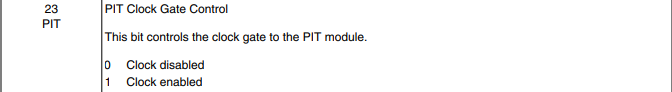 23
PIT
PIT Clock Gate Control
This bit controls the clock gate to the PIT module.
0 Clock disabled
1 Clock enabled